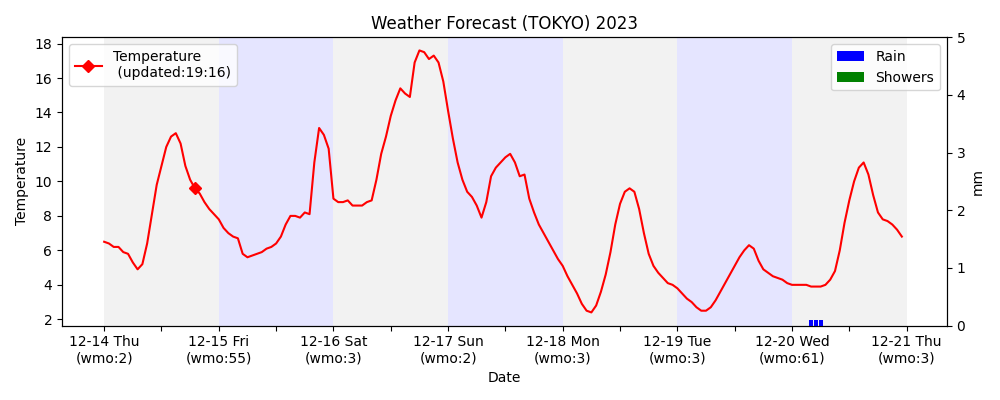 Weather Forecast (TOKYO) 2023
Temperature
(updated:19:16)
Rain
Showers
18
16
14
12
10
8
6
4
2
Temperature
5
4
3
2
1
0
mm
12-14 Thu
(wmo:2)
12-15 Fri
(wmo:55)
12-16 Sat
(wmo:3)
12-17 Sun
(wmo:2)
12-18 Mon
(wmo:3)
12-19 Tue
(wmo:3)
12-20 Wed
(wmo:61)
12-21 Thu
(wmo:3)
Date